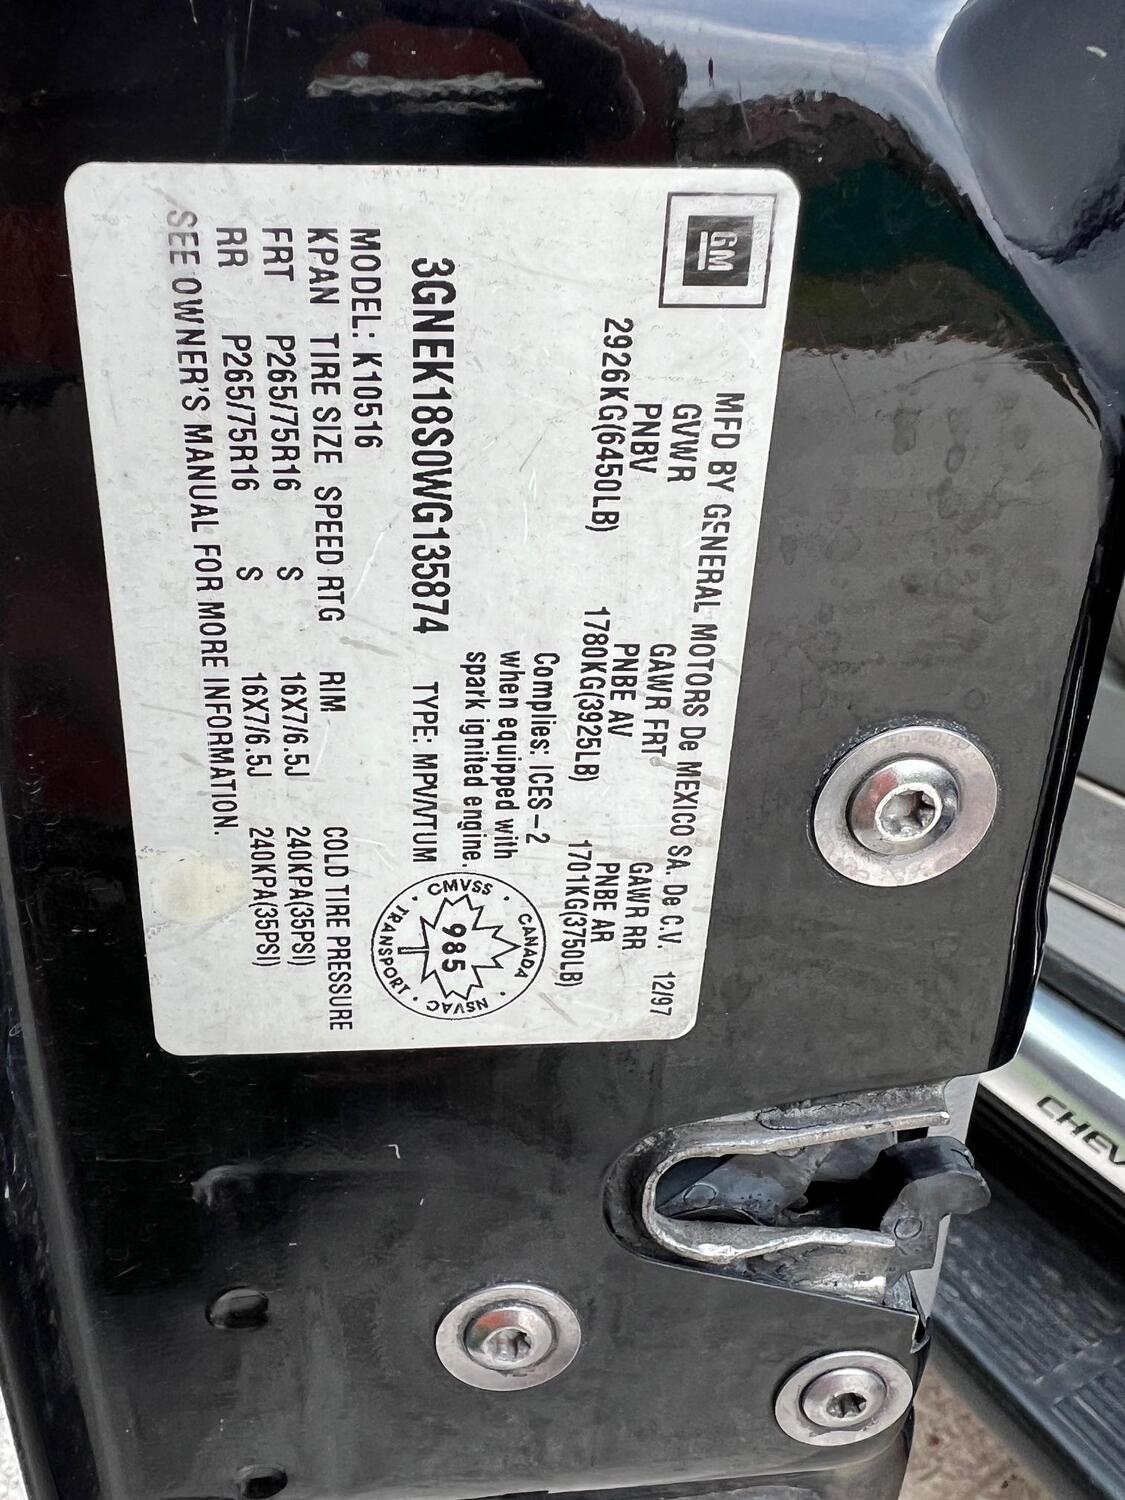 GM
MFD BY GENERAL MOTORS De MEXICO SA. De C.V. 12/97
GVWR GAWR FRT GAWR RR
PNBV PNBE AV PNBE AR
2926KG(6450LB) 1780KG(3925LB) 1701KG(3750LB)
Complies: ICES-2
when equipped with
spark ignited engine.
CANADA
CMVSS
985
NSVAC
TRANSPORT
3GNEK18S0WG135874 TYPE: MPV/VTUM
MODEL: K10516
KPAN TIRE SIZE SPEED RTG RIM COLD TIRE PRESSURE
FRT P265/75R16 S 16X7/6.5J 240KPA(35PSI)
RR P265/75R16 S 16X7/6.5J 240KPA(35PSI)
SEE OWNER'S MANUAL FOR MORE INFORMATION.
CHEV